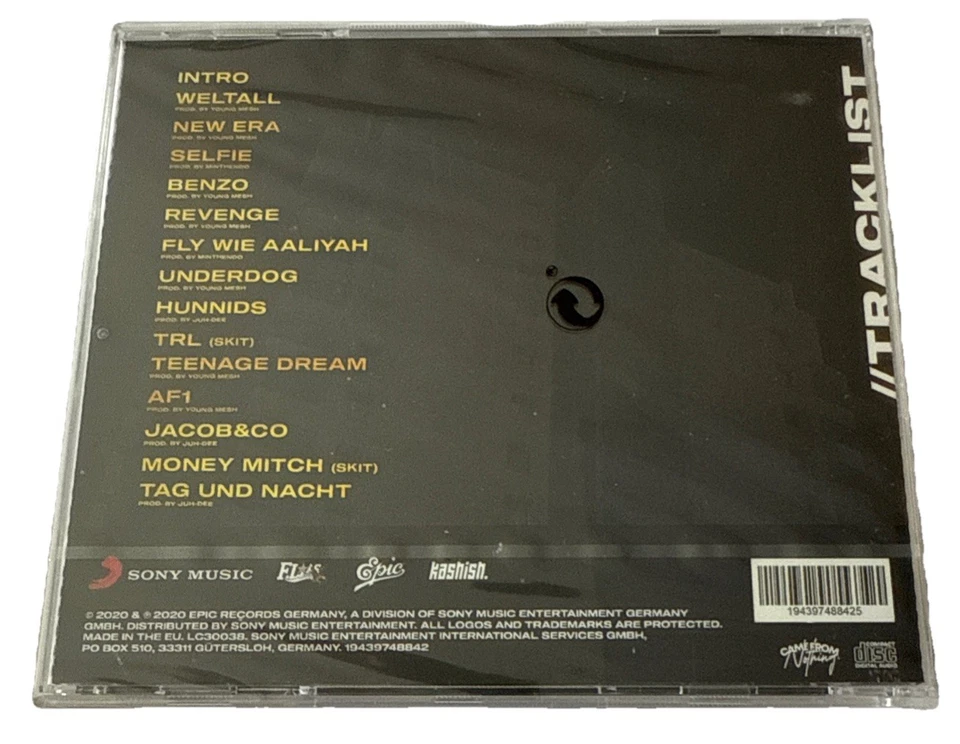 INTRO
WELTALL
PROD. BY YOUNG MESH
NEW ERA
PROD. BY YOUNG MESH
SELFIE
PROD. BY MINTHENDO
BENZO
PROD. BY YOUNG MESH
REVENGE
PROD. BY YOUNG MESH
FLY WIE AALIYAH
PROD. BY MINTHENDO
UNDERDOG
PROD. BY YOUNG MESH
HUNNIDS
PROD. BY JUH-DEE
TRL (SKIT)
TEENAGE DREAM
PROD. BY YOUNG MESH
AF1
PROD. BY YOUNG MESH
JACOB&CO
PROD. BY JUH-DEE
MONEY MITCH (SKIT)
TAG UND NACHT
PROD. BY JUH-DEE
//TRACKLIST
SONY MUSIC
Epic
kashish.
194397488425
© 2020 & ℗ 2020 EPIC RECORDS GERMANY, A DIVISION OF SONY MUSIC ENTERTAINMENT GERMANY
GMBH. DISTRIBUTED BY SONY MUSIC ENTERTAINMENT. ALL LOGOS AND TRADEMARKS ARE PROTECTED.
MADE IN THE EU. LC30038. SONY MUSIC ENTERTAINMENT INTERNATIONAL SERVICES GMBH,
PO BOX 510, 33311 GÜTERSLOH, GERMANY. 19439748842
CAME FROM
Nothing
COMPACT
disc
DIGITAL AUDIO